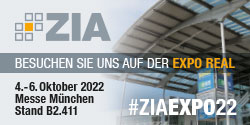 ZIA
BESUCHEN SIE UNS AUF DER EXPO REAL
4.-6. Oktober 2022
Messe München
Stand B2.411
#ZIAEXPO22